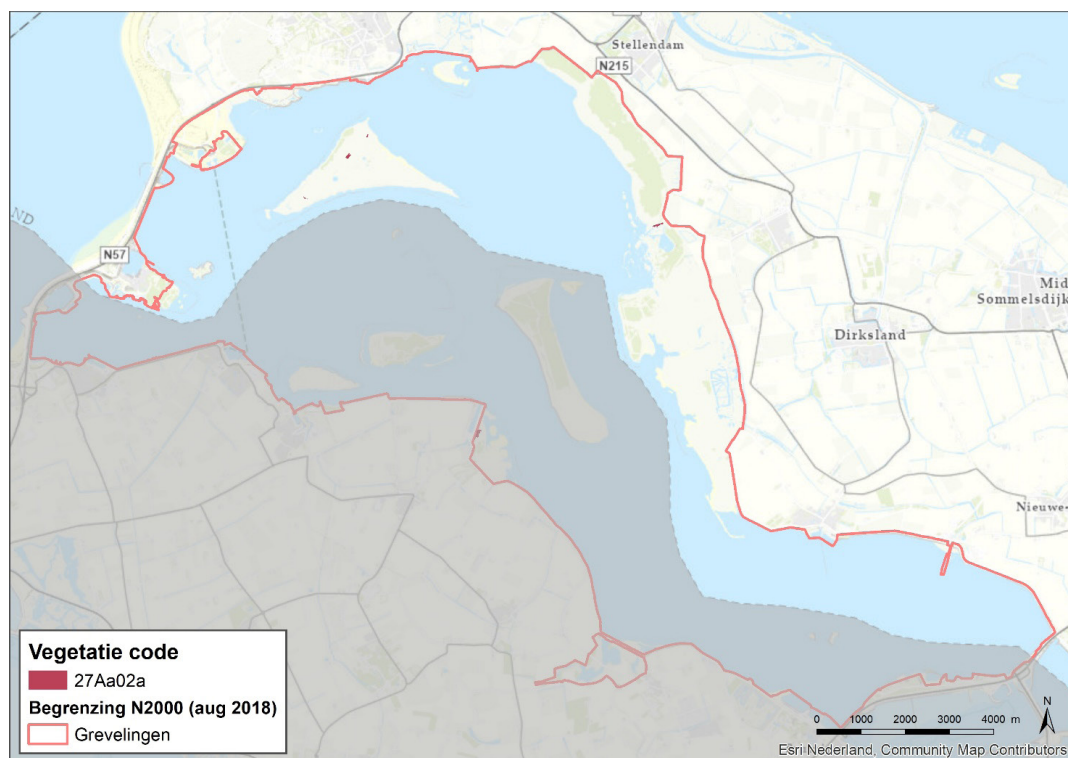 Stellendam
N215
ND
N57
Mid
Sommelsdijk
Dirksland
Nieuwe-
Vegetatie code
27Aa02a
Begrenzing N2000 (aug 2018)
Grevelingen
0 1000 2000 3000 4000 m
N
Esri Nederland, Community Map Contributors